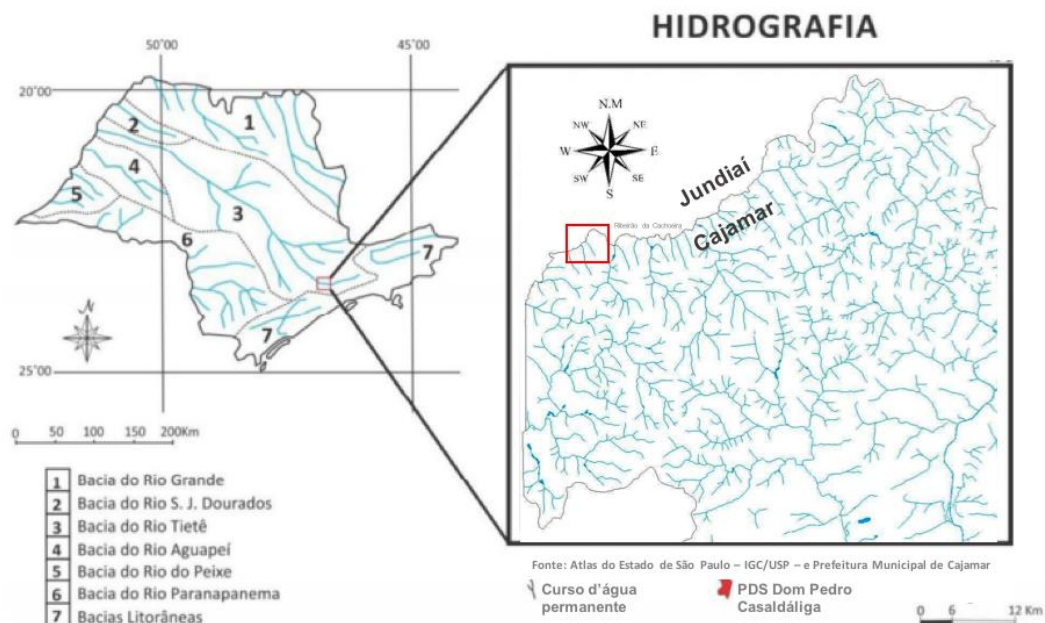 HIDROGRAFIA
50°00
45°00
20°00
25°00
1
2
3
4
5
6
7
7
N
0 50 100 150 200Km
1 Bacia do Rio Grande
2 Bacia do Rio S. J. Dourados
3 Bacia do Rio Tietê
4 Bacia do Rio Aguapeí
5 Bacia do Rio do Peixe
6 Bacia do Rio Paranapanema
7 Bacias Litorâneas
N.M
NW NE
W E
SW SE
S
Jundiaí
Cajamar
Ribeirão da Cachoeira
Fonte: Atlas do Estado de São Paulo – IGC/USP – e Prefeitura Municipal de Cajamar
Curso d'água
permanente
PDS Dom Pedro
Casaldáliga
0 6 12 Km